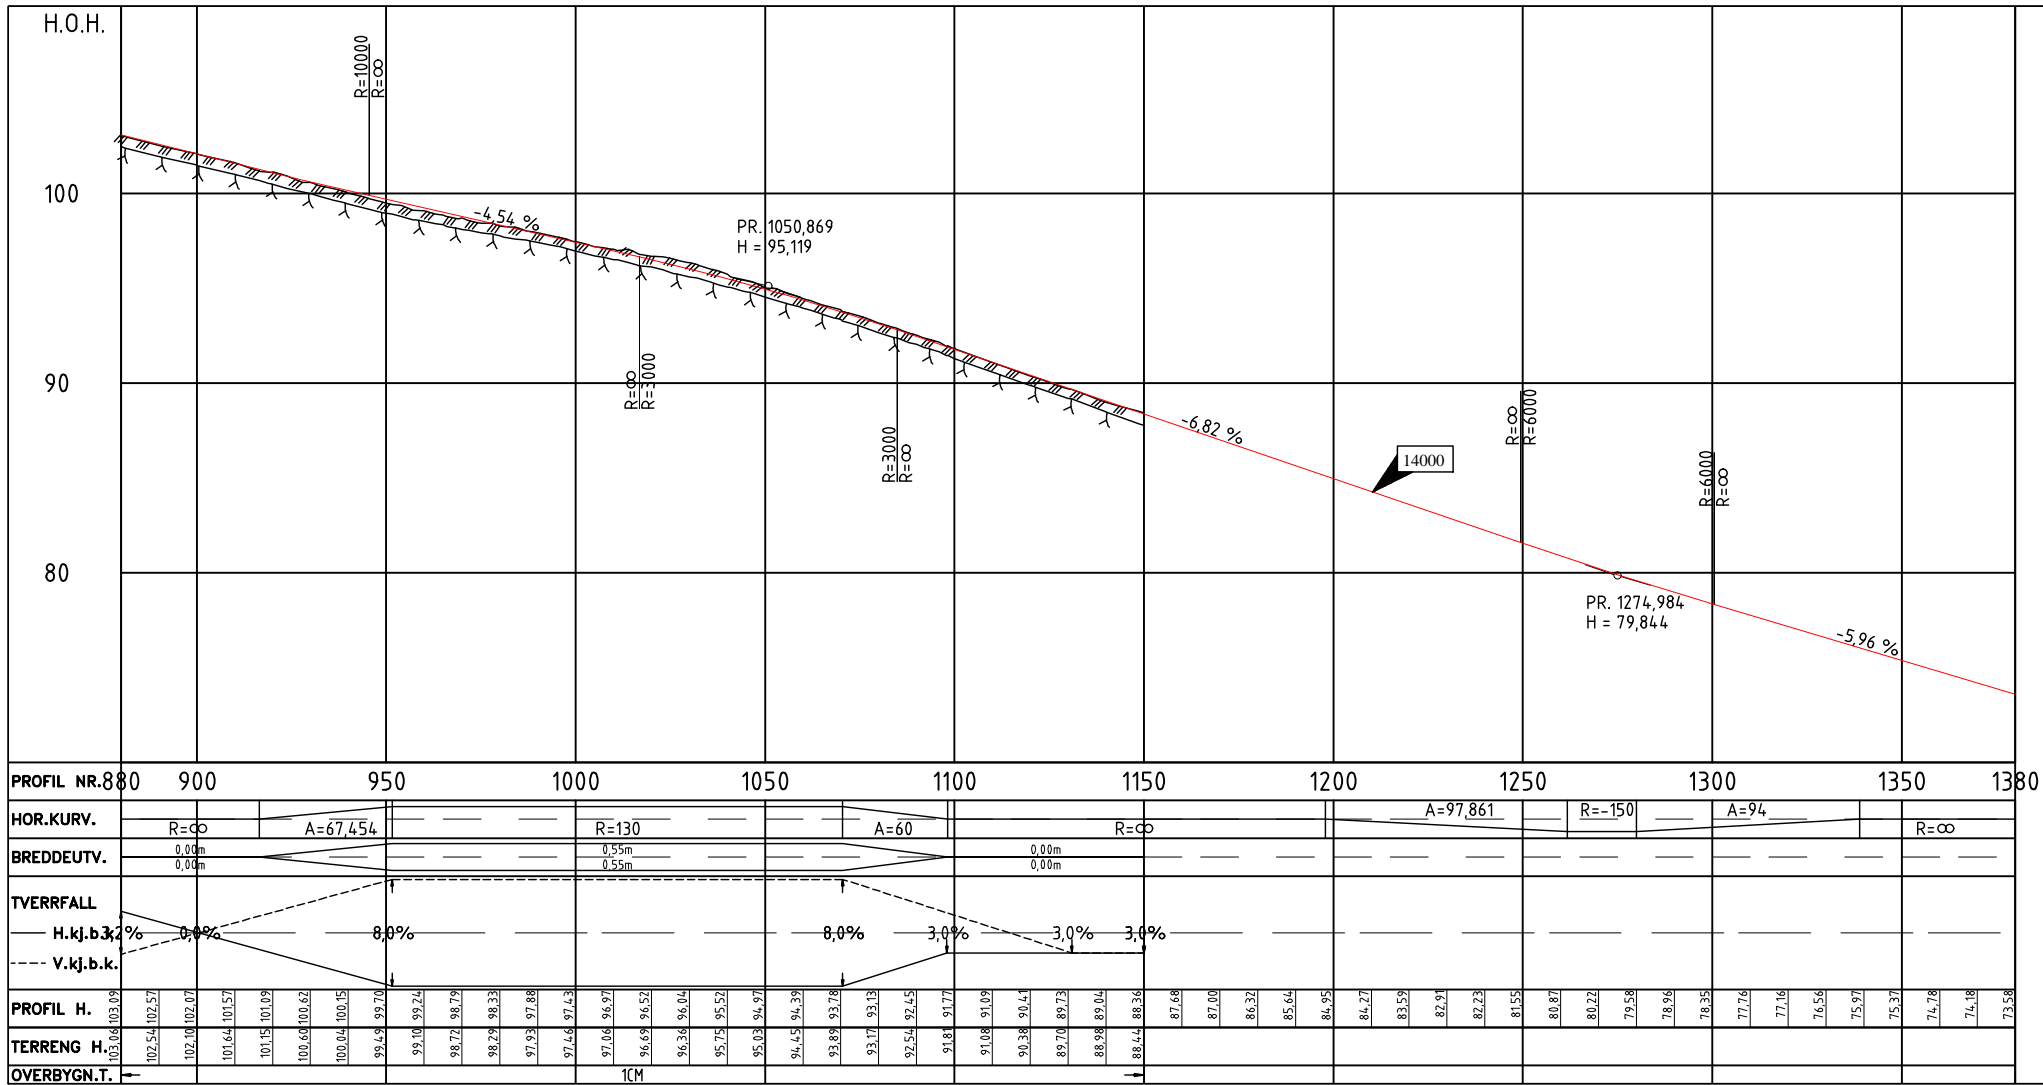 H.O.H.
R=10000
R=∞
100
-4,54 %
PR. 1050,869
H = 95,119
R=∞
R=3000
90
R=3000
R=∞
-6,82 %
14000
R=∞
R=6000
R=6000
R=∞
80
PR. 1274,984
H = 79,844
-5,96 %
PROFIL NR. 880 900 950 1000 1050 1100 1150 1200 1250 1300 1350 1380
HOR.KURV. R=∞ A=67,454 R=130 A=60 R=∞ A=97,861 R=-150 A=94 R=∞
BREDDEUTV. 0,00m 0,55m 0,00m
0,00m 0,55m 0,00m
TVERRFALL
H.kj.b.k. 3,2% 0,0% 8,0% 8,0% 3,0% 3,0% 3,0%
V.kj.b.k.
PROFIL H. 103,09 102,57 102,07 101,57 101,09 100,62 100,15 99,70 99,24 98,79 98,33 97,88 97,43 96,97 96,52 96,04 95,52 94,97 94,39 93,78 93,13 92,45 91,77 91,09 90,41 89,73 89,04 88,36 87,68 87,00 86,32 85,64 84,95 84,27 83,59 82,91 82,23 81,55 80,87 80,22 79,58 78,96 78,35 77,76 77,16 76,56 75,97 75,37 74,78 74,18 73,58
TERRENG H. 103,06 102,54 102,10 101,64 101,15 100,60 100,04 99,49 99,10 98,72 98,29 97,93 97,46 97,06 96,69 96,36 95,755 95,03 94,45 93,89 93,17 92,54 91,81 91,08 90,38 89,70 88,98 88,44
OVERBYGN.T. 1CM